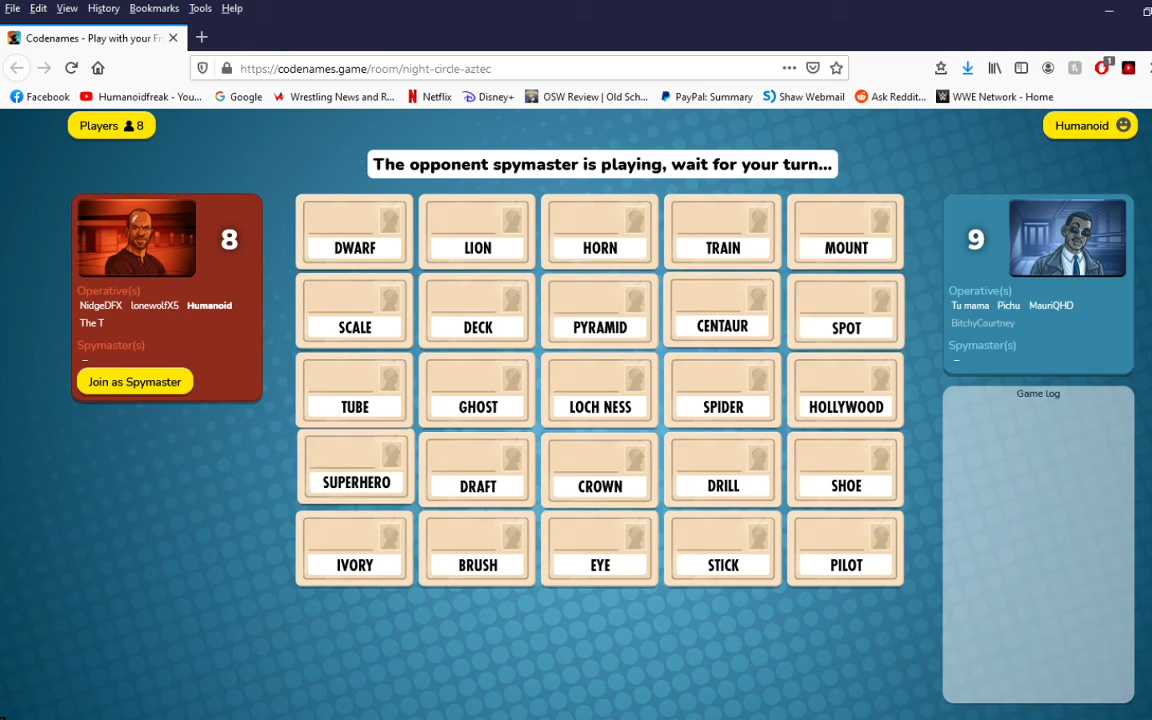 File Edit View History Bookmarks Tools Help
Codenames - Play with your Fr
https://codenames.game/room/night-circle-aztec
1
Facebook Humanoidfreak - You... Google Wrestling News and R... Netflix Disney+ OSW Review | Old Sch... PayPal: Summary Shaw Webmail Ask Reddit... WWE Network - Home
Players 8
Humanoid
The opponent spymaster is playing, wait for your turn...
8
Operative(s)
NidgeDFX lonewolfX5 Humanoid
The T
Spymaster(s)
–
Join as Spymaster
DWARF LION HORN TRAIN MOUNT
SCALE DECK PYRAMID CENTAUR SPOT
TUBE GHOST LOCH NESS SPIDER HOLLYWOOD
SUPERHERO DRAFT CROWN DRILL SHOE
IVORY BRUSH EYE STICK PILOT
9
Operative(s)
Tu mama Pichu MauriQHD
BitchyCourtney
Spymaster(s)
–
Game log